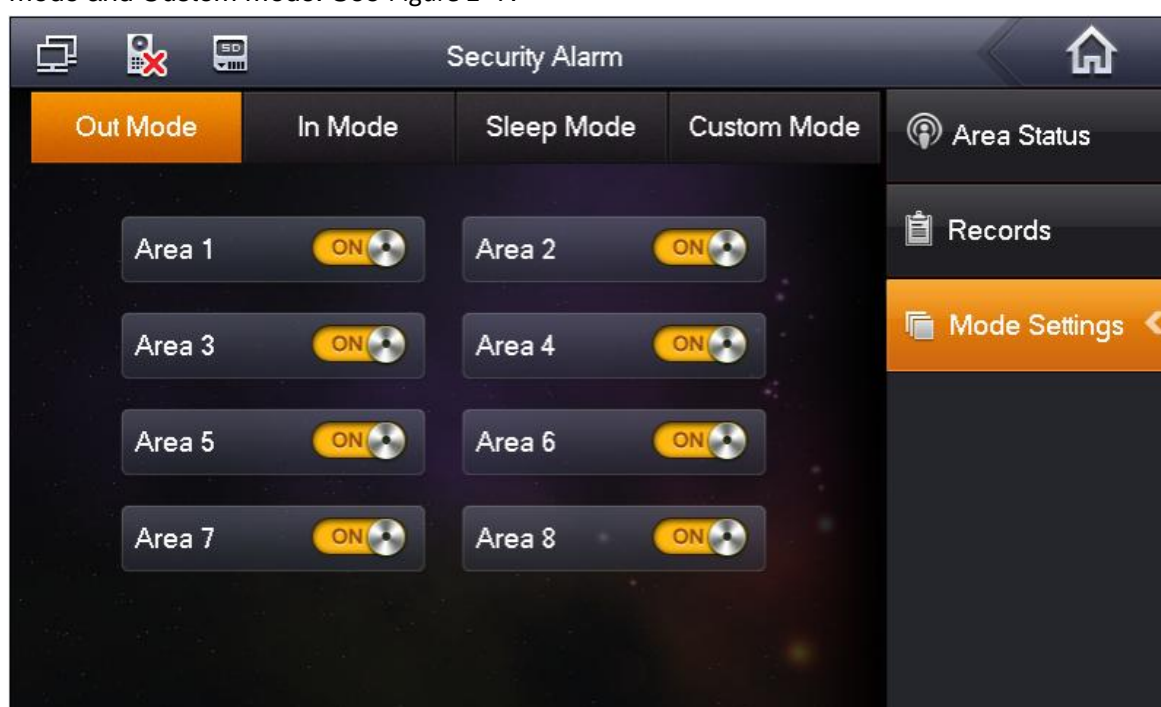 Mode and Custom Mode. See Figure 2-
SD
Security Alarm
Out Mode
In Mode
Sleep Mode
Custom Mode
Area Status
Area 1 ON
Area 2 ON
Records
Area 3 ON
Area 4 ON
Mode Settings
Area 5 ON
Area 6 ON
Area 7 ON
Area 8 ON